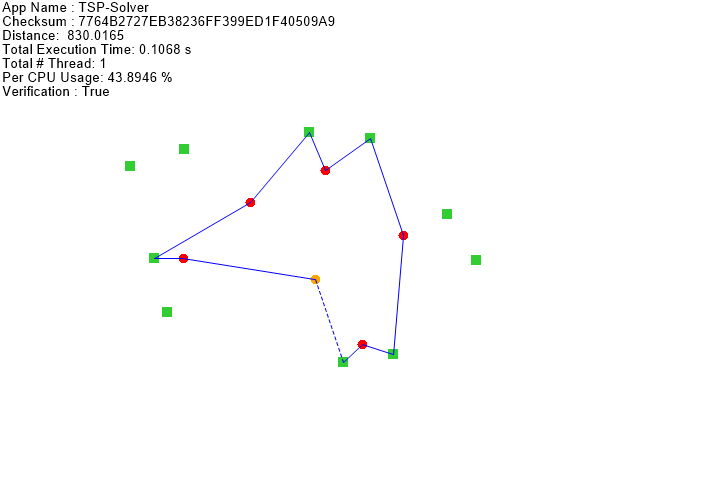 App Name : TSP-Solver
Checksum : 7764B2727EB38236FF399ED1F40509A9
Distance:  830.0165
Total Execution Time: 0.1068 s
Total # Thread: 1
Per CPU Usage: 43.8946 %
Verification : True